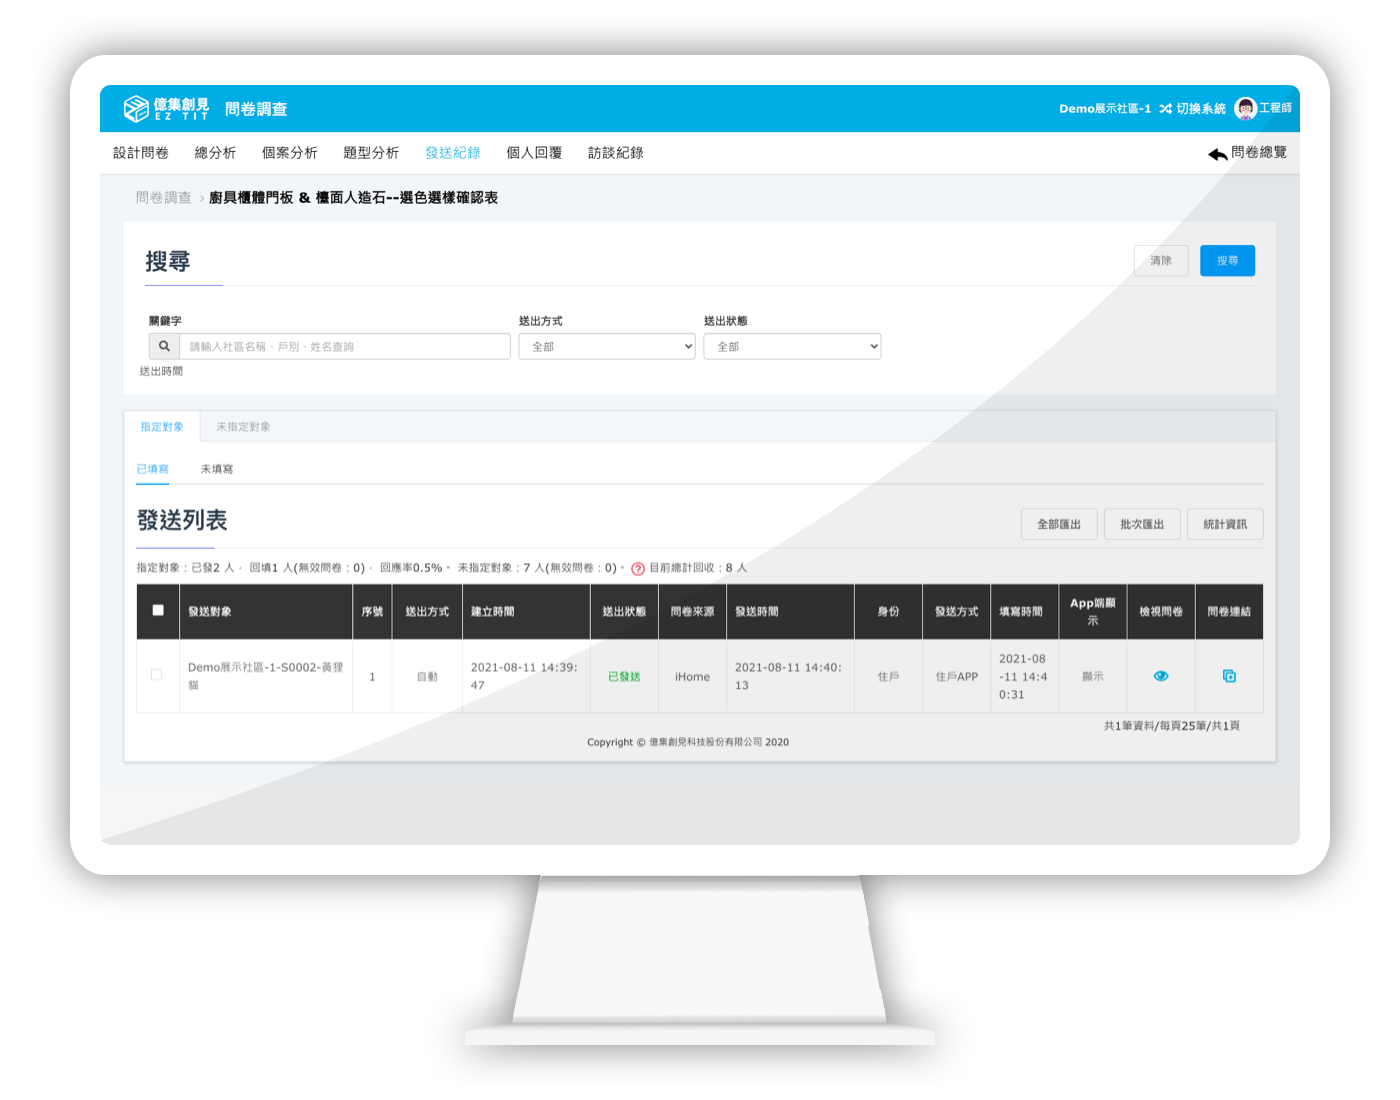 億集創見
EZ TIT
問卷調查
Demo展示社區-1 切換系統 工程師
設計問卷 總分析 個案分析 題型分析 發送紀錄 個人回覆 訪談紀錄 問卷總覽
問卷調查 › 廚具櫃體門板 & 檯面人造石--選色選樣確認表
搜尋 清除 搜尋
關鍵字 送出方式 送出狀態
請輸入社區名稱、戶別、姓名查詢 全部 全部
送出時間
指定對象 未指定對象
已填寫 未填寫
發送列表 全部匯出 批次匯出 統計資訊
指定對象：已發2 人， 回填1 人(無效問卷：0)， 回應率0.5%。 未指定對象：7 人(無效問卷：0)。 ? 目前總計回收：8 人
發送對象 序號 送出方式 建立時間 送出狀態 問卷來源 發送時間 身份 發送方式 填寫時間 App端顯示 檢視問卷 問卷連結
Demo展示社區-1-S0002-黃狸貓 1 自動 2021-08-11 14:39:47 已發送 iHome 2021-08-11 14:40:13 住戶 住戶APP 2021-08-11 14:40:31 顯示
共1筆資料/每頁25筆/共1頁
Copyright © 億集創見科技股份有限公司 2020